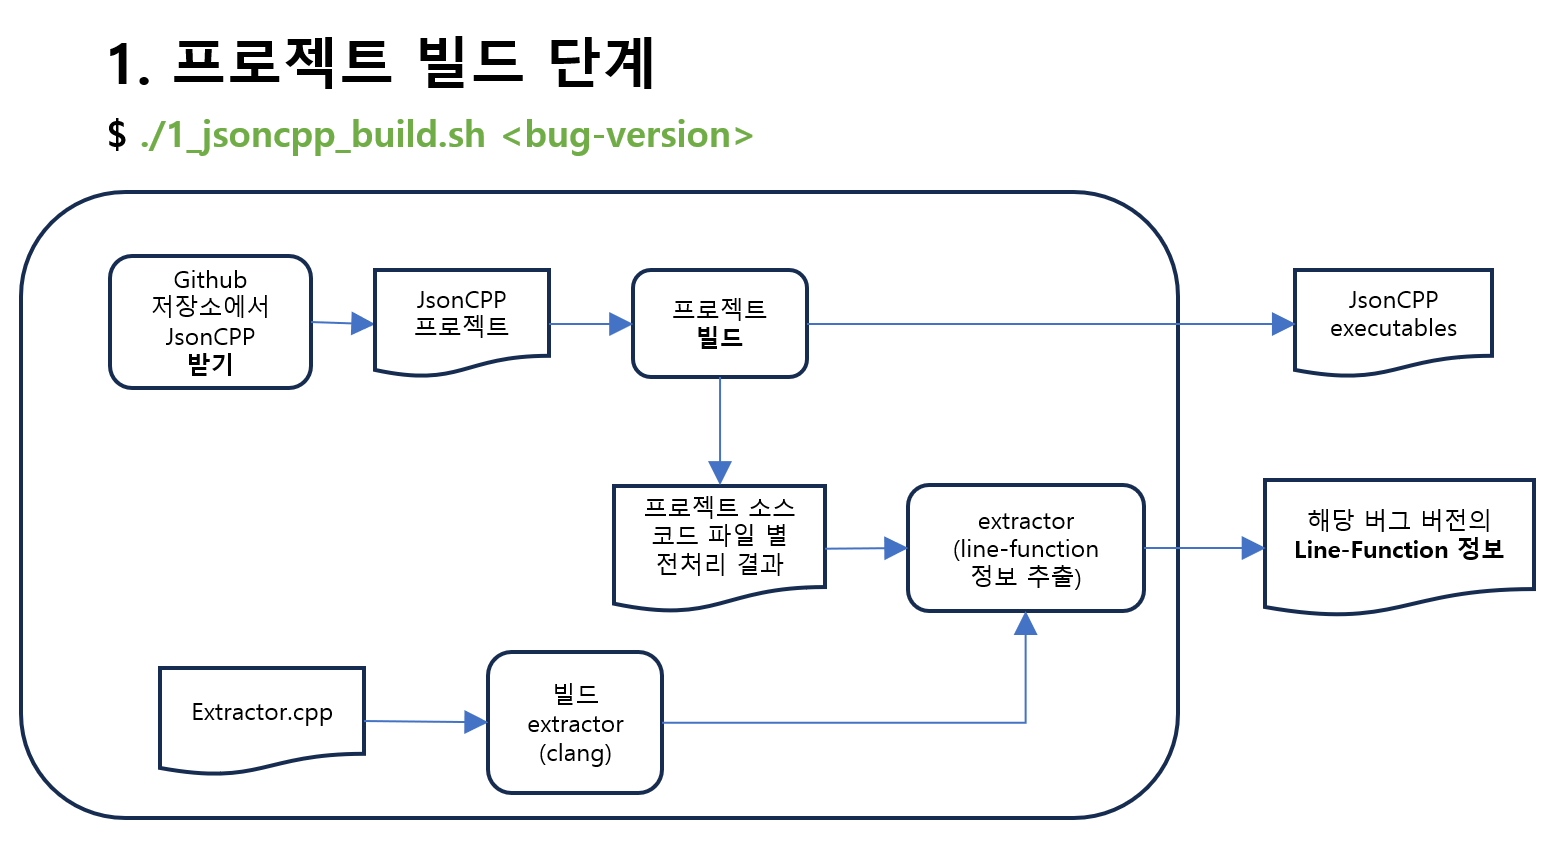 1. 프로젝트 빌드 단계
$ ./1_jsoncpp_build.sh <bug-version>
Github
저장소에서
JsonCPP
받기
JsonCPP
프로젝트
프로젝트
빌드
JsonCPP
executables
프로젝트 소스
코드 파일 별
전처리 결과
extractor
(line-function
정보 추출)
해당 버그 버전의
Line-Function 정보
Extractor.cpp
빌드
extractor
(clang)